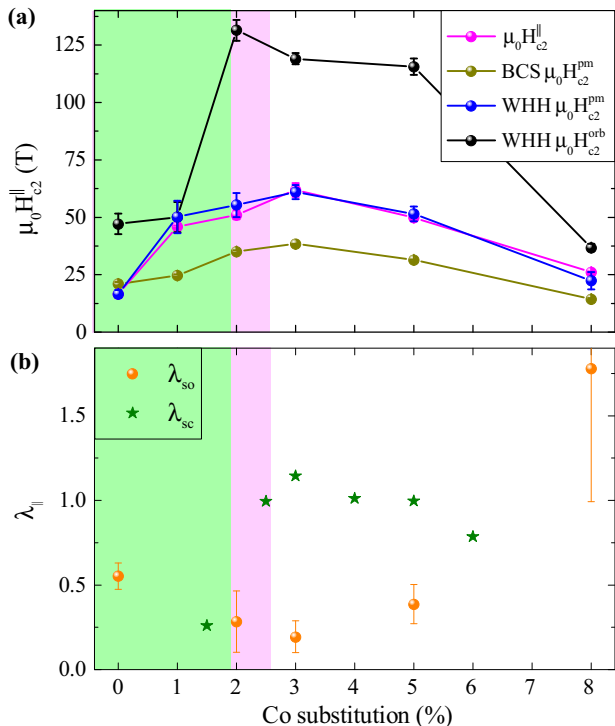 (a)
μ₀H∥c2 (T)
125
100
75
50
25
0
μ₀H∥c2
BCS μ₀Hpmc2
WHH μ₀Hpmc2
WHH μ₀Horbc2
(b)
λ∥
1.5
1.0
0.5
0.0
λso
λsc
0 1 2 3 4 5 6 7 8
Co substitution (%)